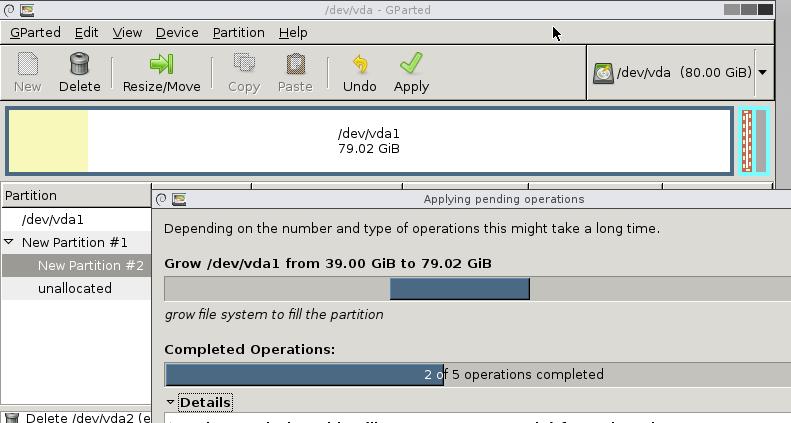 /dev/vda - GParted
GParted Edit View Device Partition Help
New Delete Resize/Move Copy Paste Undo Apply /dev/vda (80.00 GiB)
/dev/vda1
79.02 GiB
Partition
/dev/vda1
New Partition #1
New Partition #2
unallocated
Delete /dev/vda2 (e
Applying pending operations
Depending on the number and type of operations this might take a long time.
Grow /dev/vda1 from 39.00 GiB to 79.02 GiB
grow file system to fill the partition
Completed Operations:
2 of 5 operations completed
Details